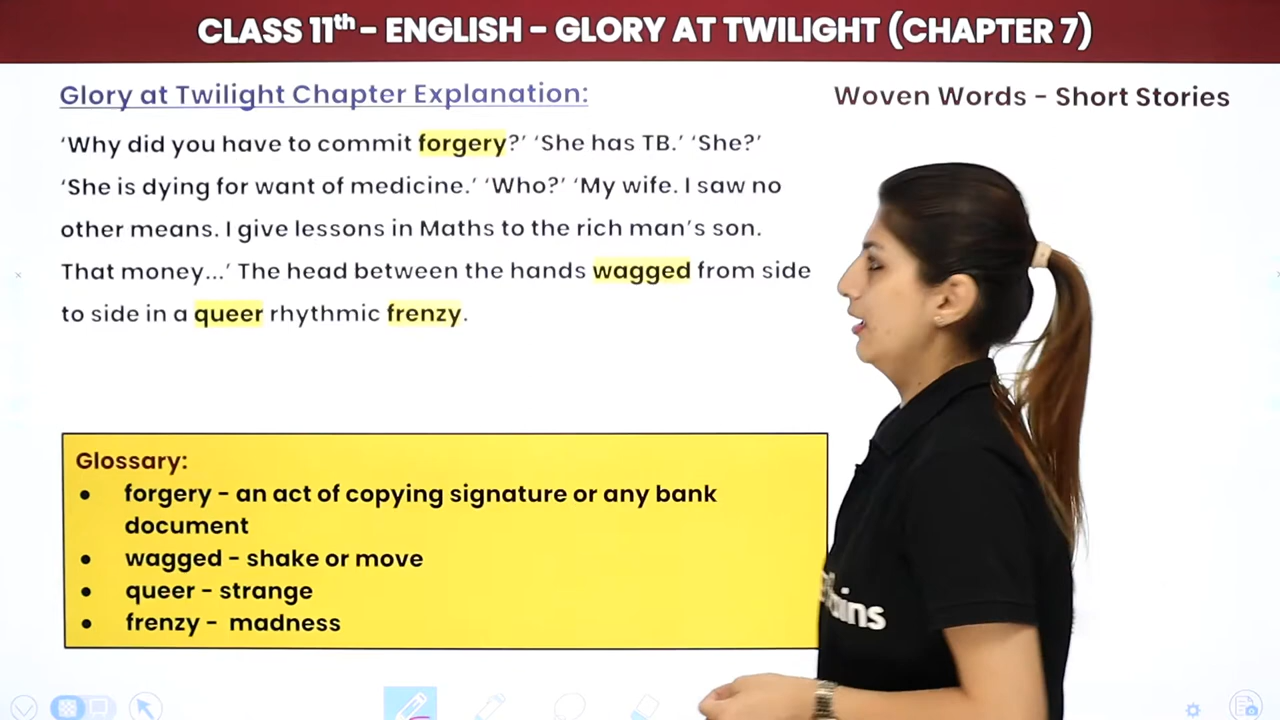 CLASS 11th – ENGLISH – GLORY AT TWILIGHT (CHAPTER 7)
Glory at Twilight Chapter Explanation:
Woven Words – Short Stories
‘Why did you have to commit forgery?’ ‘She has TB.’ ‘She?’
‘She is dying for want of medicine.’ ‘Who?’ ‘My wife. I saw no
other means. I give lessons in Maths to the rich man’s son.
That money...’ The head between the hands wagged from side
to side in a queer rhythmic frenzy.
Glossary:
● forgery – an act of copying signature or any bank
document
● wagged – shake or move
● queer – strange
● frenzy – madness